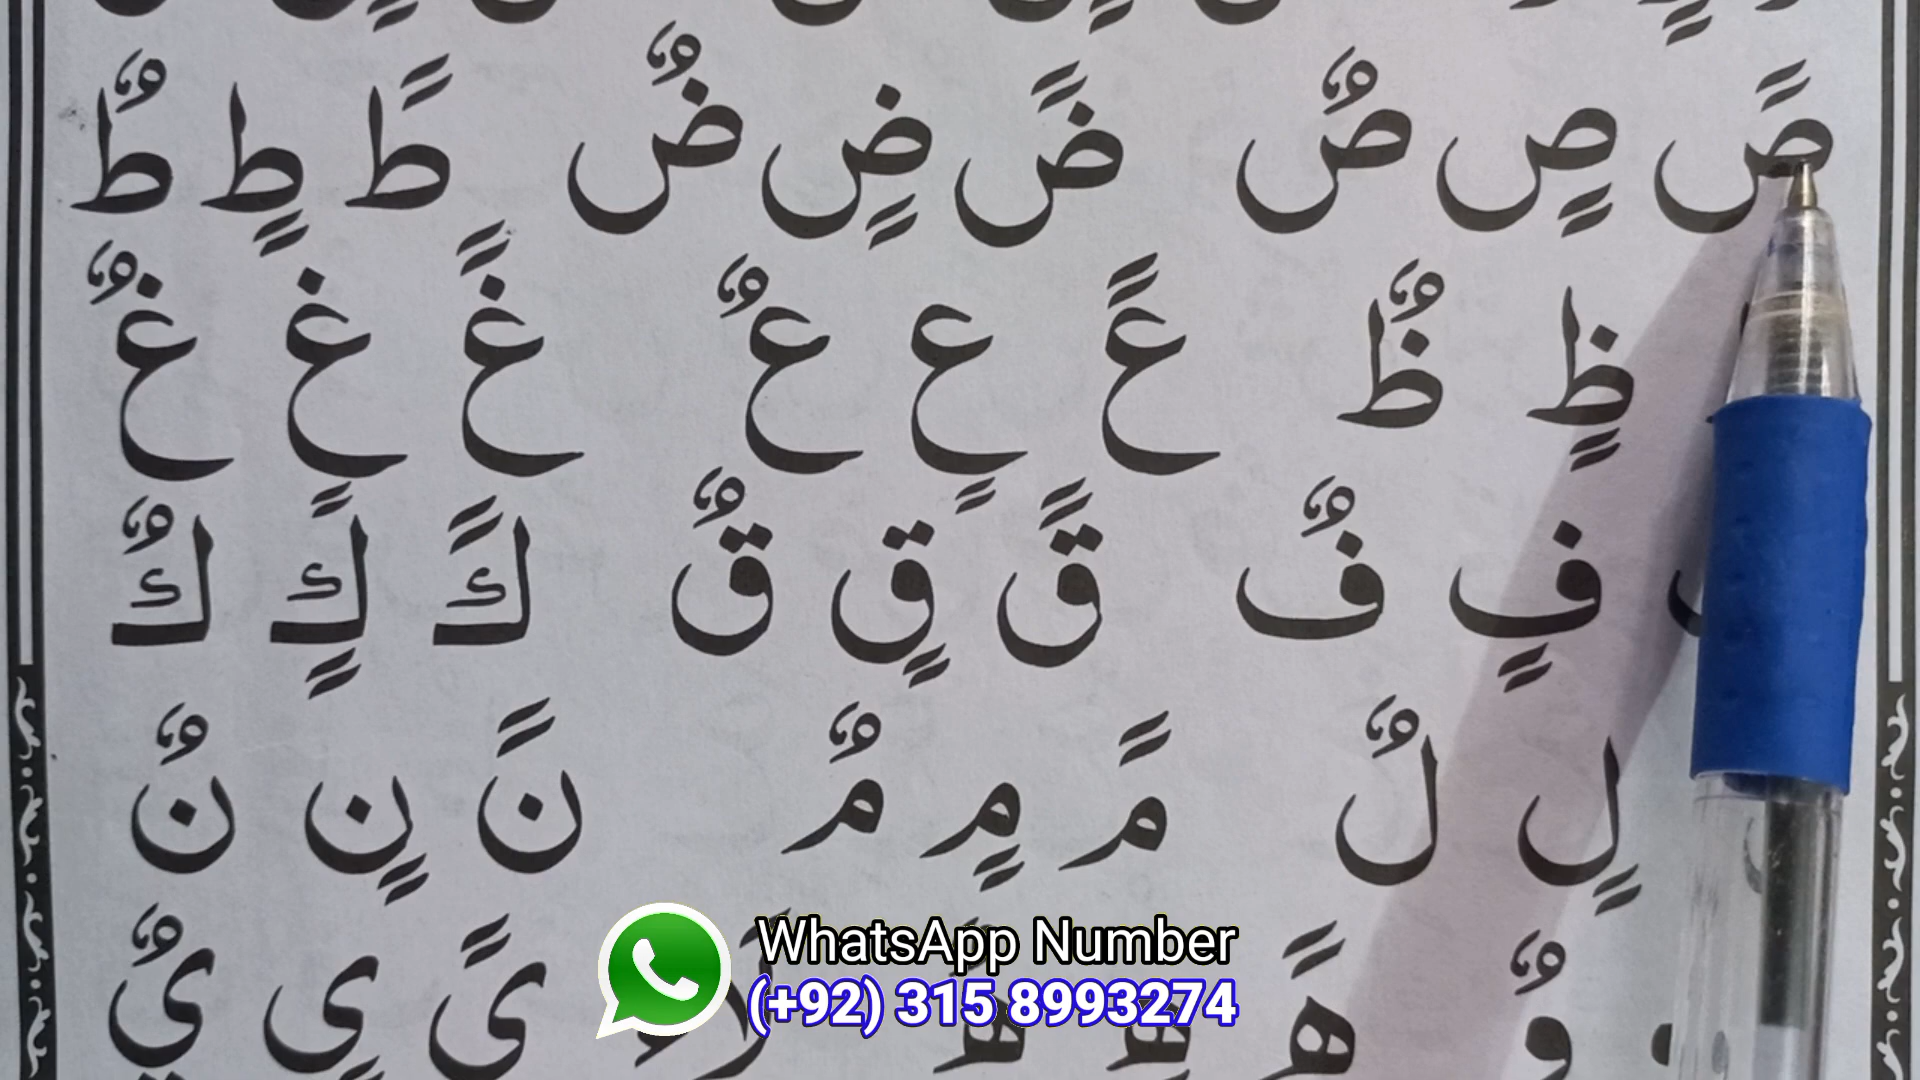 صً صٍ صٌ ضً ضٍ ضٌ طً طٍ طٌ
ظٍ ظٌ عً عٍ عٌ غً غٍ غٌ
فٍ فٌ قً قٍ قٌ كً كٍ كٌ
لٍ لٌ مً مٍ مٌ نً نٍ نٌ
وٌ هً هٍ هٌ يً يٍ يٌ
WhatsApp Number
(+92) 315 8993274